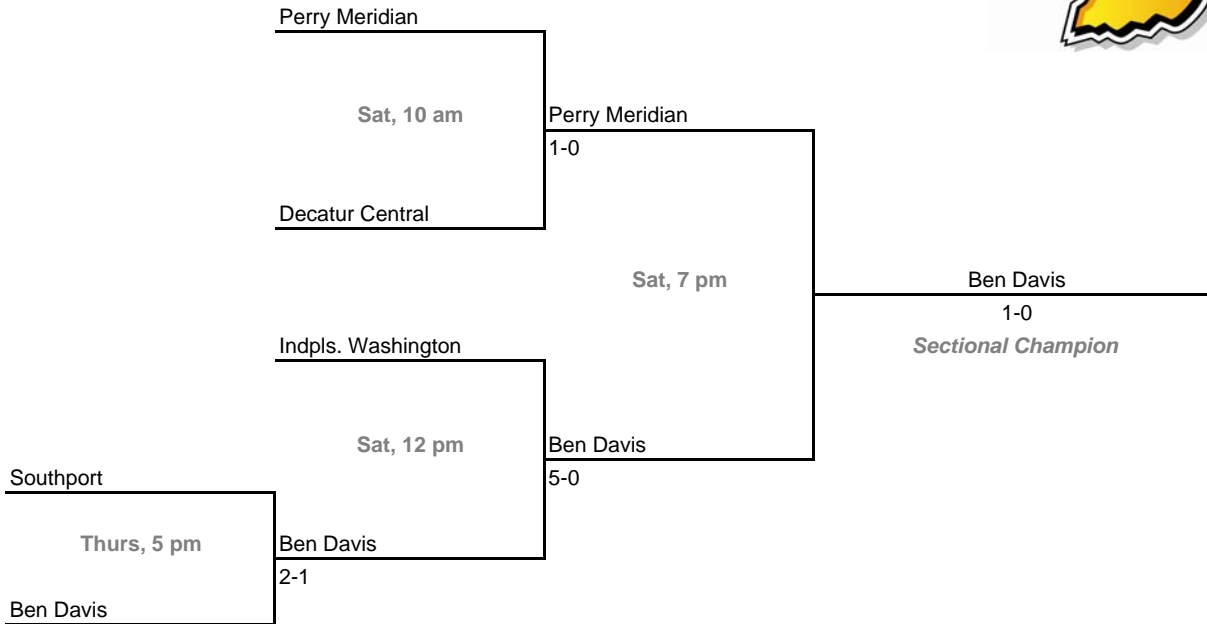 Perry Meridian
Sat, 10 am
Perry Meridian
1-0
Decatur Central
Sat, 7 pm
Ben Davis
1-0
Indpls. Washington
Sectional Champion
Sat, 12 pm
Ben Davis
Southport
5-0
Thurs, 5 pm
Ben Davis
2-1
Ben Davis